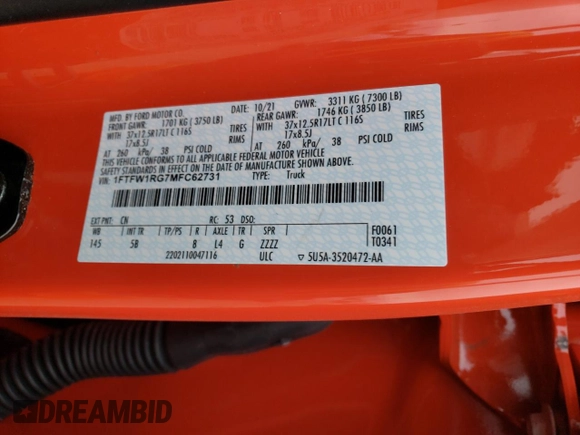 MFD. BY FORD MOTOR CO.
DATE: 10/21 GVWR: 3311 KG ( 7300 LB)
FRONT GAWR: 1701 KG ( 3750 LB) REAR GAWR: 1746 KG ( 3850 LB)
WITH 37x12.5R17LT C 116S TIRES WITH 37x12.5R17LT C 116S TIRES
17x8.5J RIMS 17x8.5J RIMS
AT 260 kPa/ 38 PSI COLD AT 260 kPa/ 38 PSI COLD
THIS VEHICLE CONFORMS TO ALL APPLICABLE FEDERAL MOTOR VEHICLE
SAFETY STANDARDS IN EFFECT ON THE DATE OF MANUFACTURE SHOWN ABOVE.
VIN: 1FTFW1RG7MFC62731 TYPE: Truck
EXT PNT: CN RC: 53 DSO:
WB INT TR TP/PS R AXLE TR SPR F0061
145 SB 8 L4 G ZZZZ T0341
2202110047116 ULC 5U5A-3520472-AA
DREAMBID